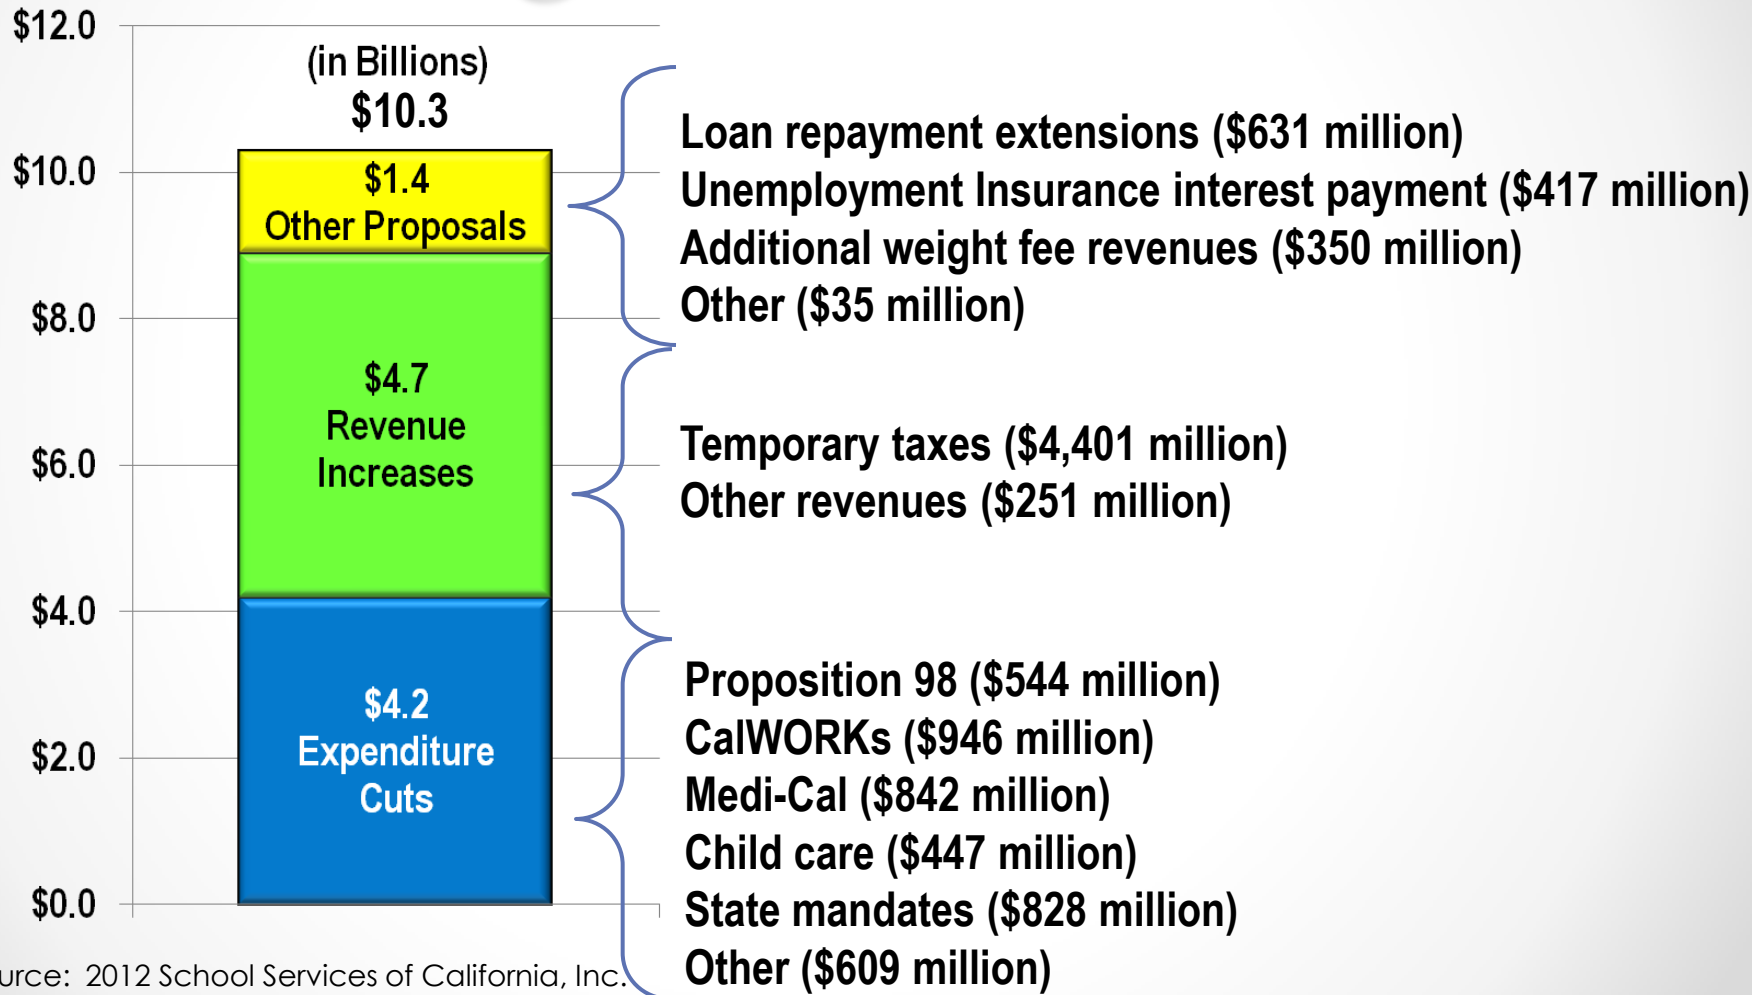 $12.0
$10.0
$8.0
$6.0
$4.0
$2.0
$0.0
(in Billions)
$10.3
$1.4
Other Proposals
$4.7
Revenue
Increases
$4.2
Expenditure
Cuts
Loan repayment extensions ($631 million)
Unemployment Insurance interest payment ($417 million)
Additional weight fee revenues ($350 million)
Other ($35 million)
Temporary taxes ($4,401 million)
Other revenues ($251 million)
Proposition 98 ($544 million)
CalWORKs ($946 million)
Medi-Cal ($842 million)
Child care ($447 million)
State mandates ($828 million)
Other ($609 million)
urce: 2012 School Services of California, Inc.